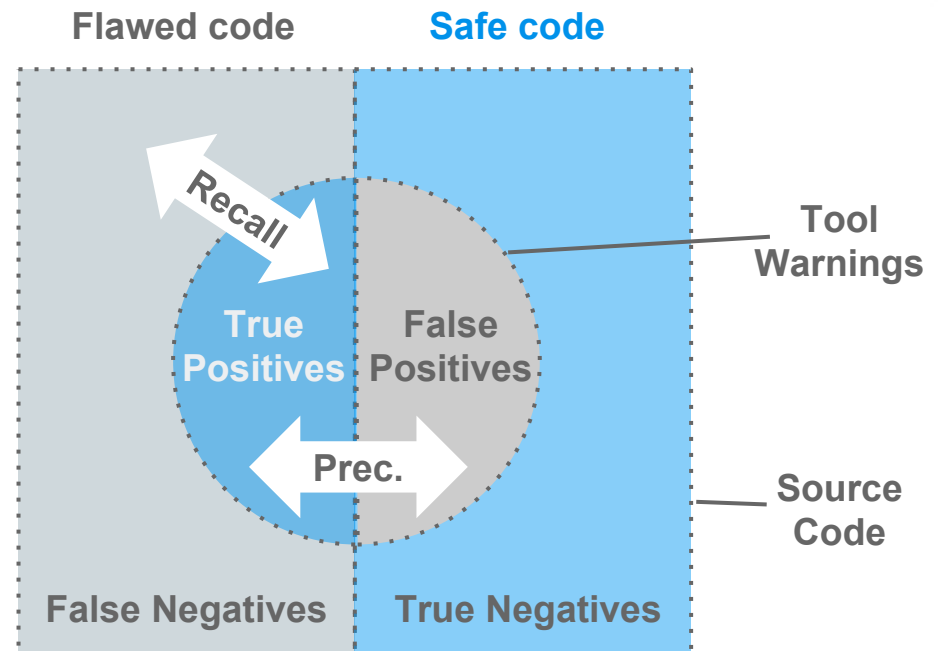 Flawed code
Safe code
Recall
Tool
Warnings
True
Positives
False
Positives
Prec.
Source
Code
False Negatives
True Negatives